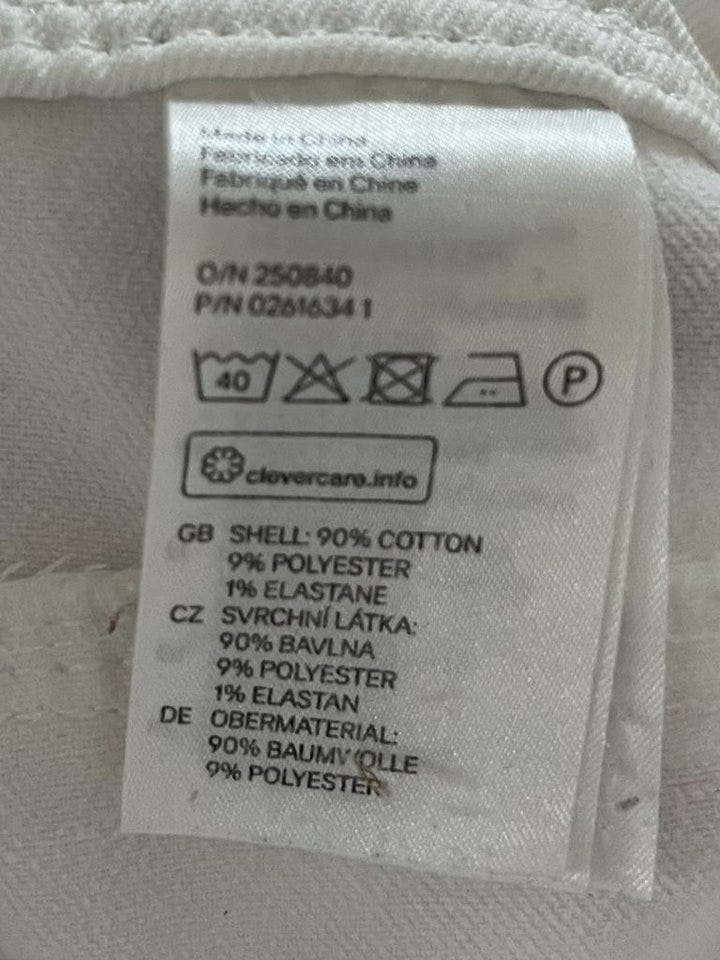 Made in China
Fabricado em China
Fabriqué en Chine
Hecho en China
O/N 250840
P/N 02616341
40
P
clevercare.info
GB SHELL: 90% COTTON
9% POLYESTER
1% ELASTANE
CZ SVRCHNÍ LÁTKA:
90% BAVLNA
9% POLYESTER
1% ELASTAN
DE OBERMATERIAL:
90% BAUMWOLLE
9% POLYESTER